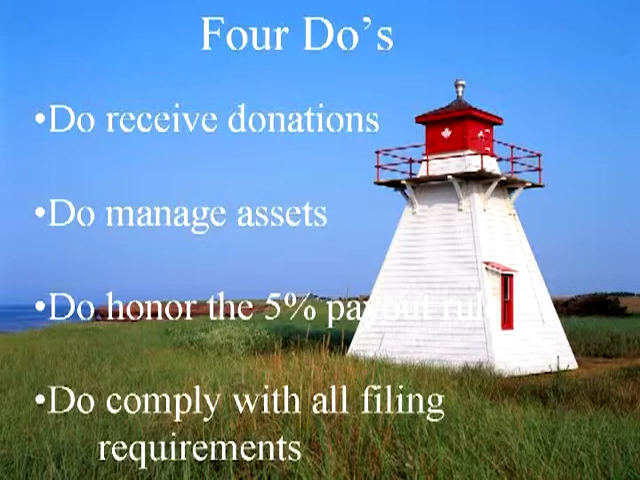 Four Do’s
•Do receive donations
•Do manage assets
•Do honor the 5% payout rule
•Do comply with all filing
requirements